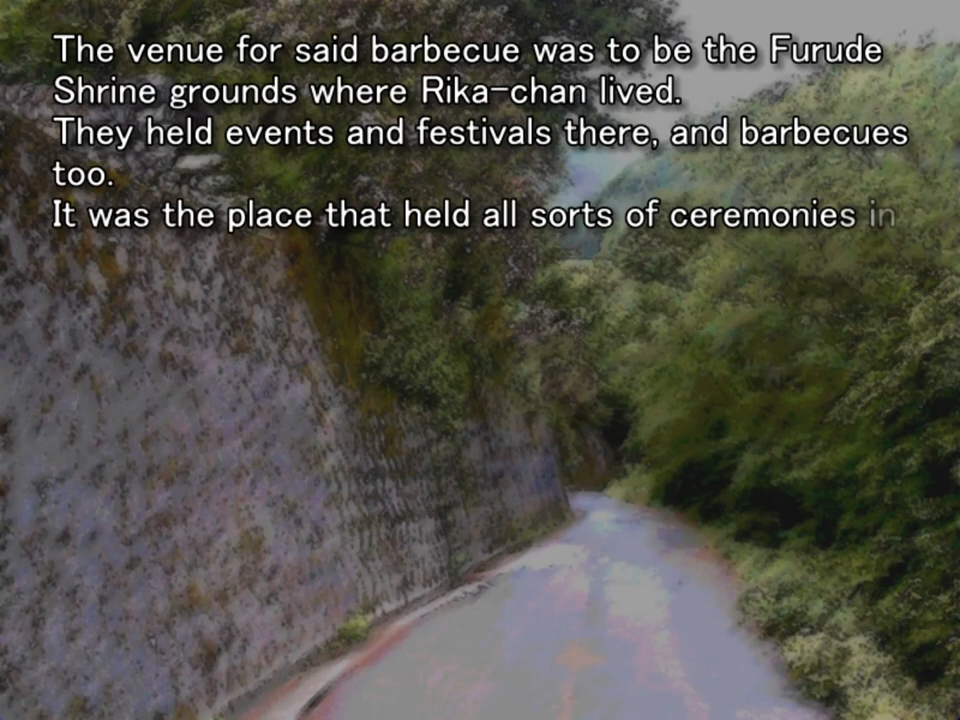 The venue for said barbecue was to be the Furude
Shrine grounds where Rika-chan lived.
They held events and festivals there, and barbecues
too.
It was the place that held all sorts of ceremonies in